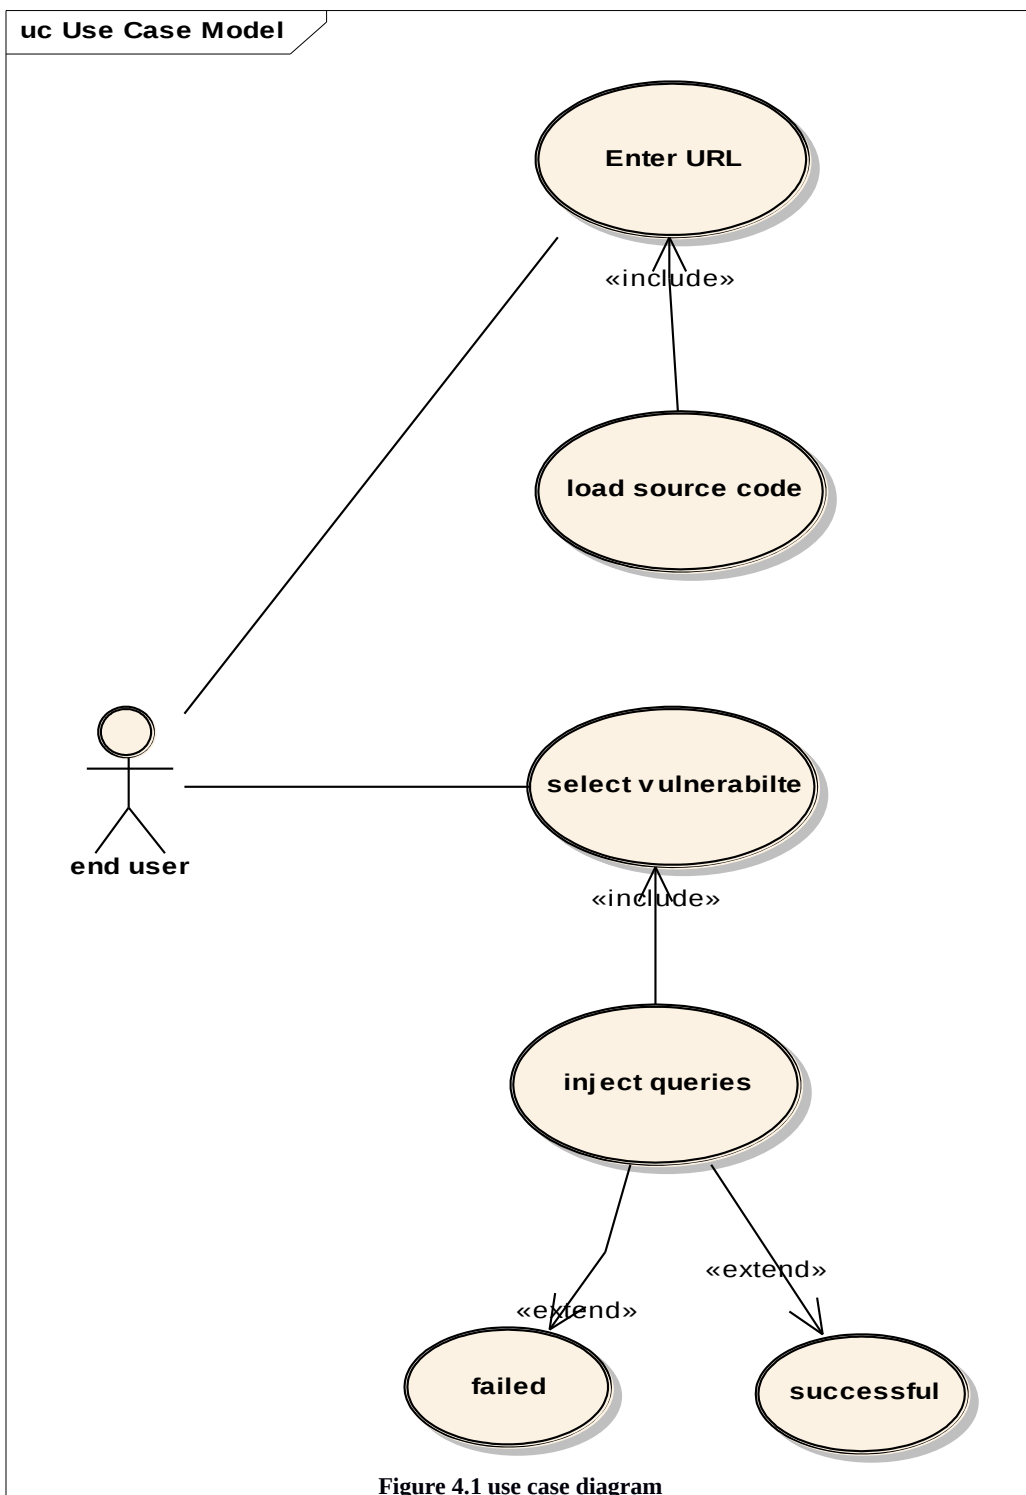 uc Use Case Model
Enter URL
«include»
load source code
select vulnerabilte
end user
«include»
inject queries
«extend»
«extend»
failed
successful
Figure 4.1 use case diagram